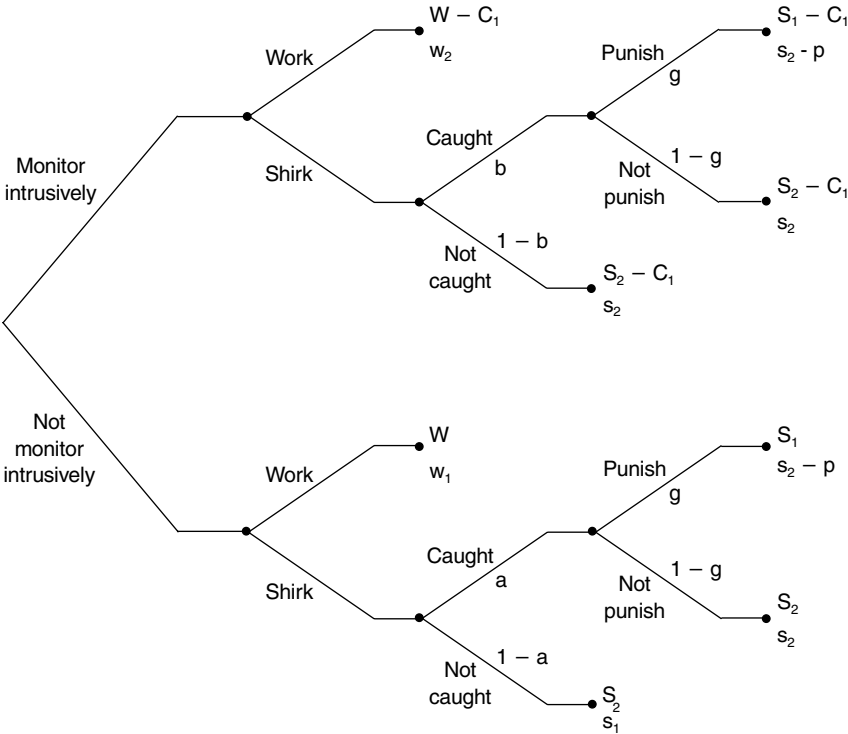 W – C₁
w₂
Work
S₁ – C₁
s₂ - p
Punish
g
Caught
b
Monitor
intrusively
Shirk
1 – g
Not
punish
S₂ – C₁
s₂
1 – b
Not
caught
S₂ – C₁
s₂
Not
monitor
intrusively
W
w₁
Work
S₁
s₂ – p
Punish
g
Caught
a
Shirk
1 – g
Not
punish
S₂
s₂
1 – a
Not
caught
S₂
s₁